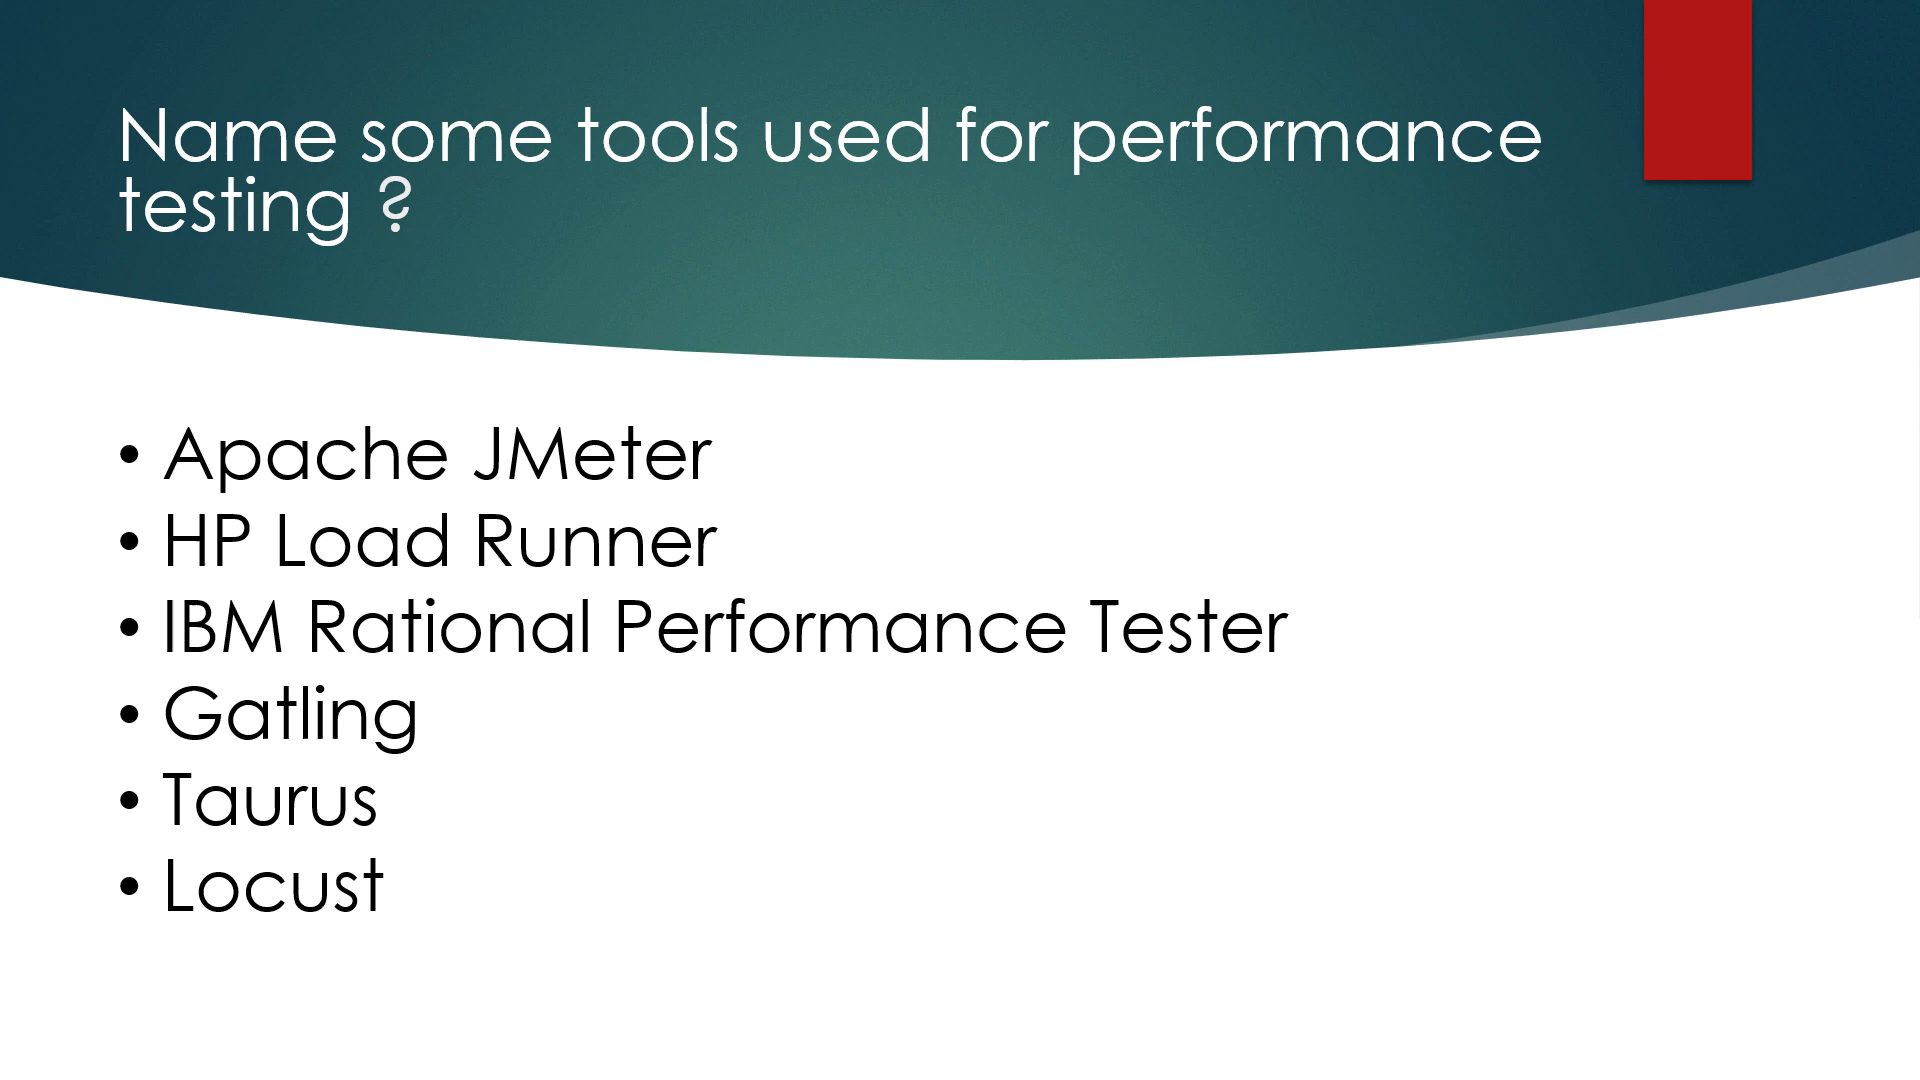 Name some tools used for performance
testing ?
• Apache JMeter
• HP Load Runner
• IBM Rational Performance Tester
• Gatling
• Taurus
• Locust